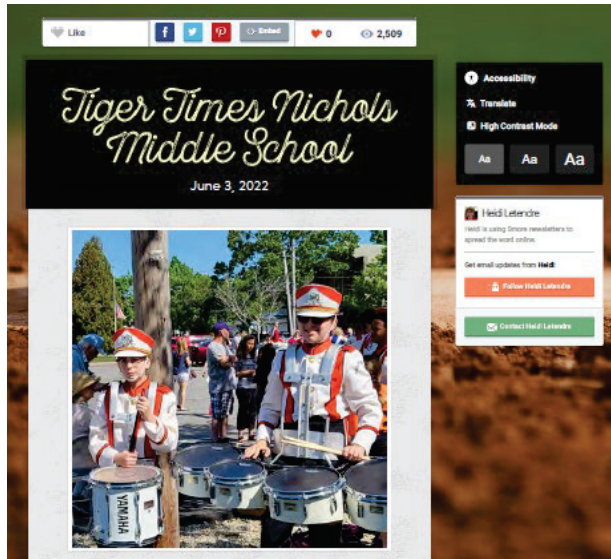 Like
f
Embed
0
2,509
Tiger Times Nichols
Middle School
June 3, 2022
Accessibility
Translate
High Contrast Mode
Aa Aa Aa
Heidi Letendre
Heidi is using Smore newsletters to
spread the word online.
Get email updates from Heidi:
Follow Heidi Letendre
Contact Heidi Letendre
YAMAHA